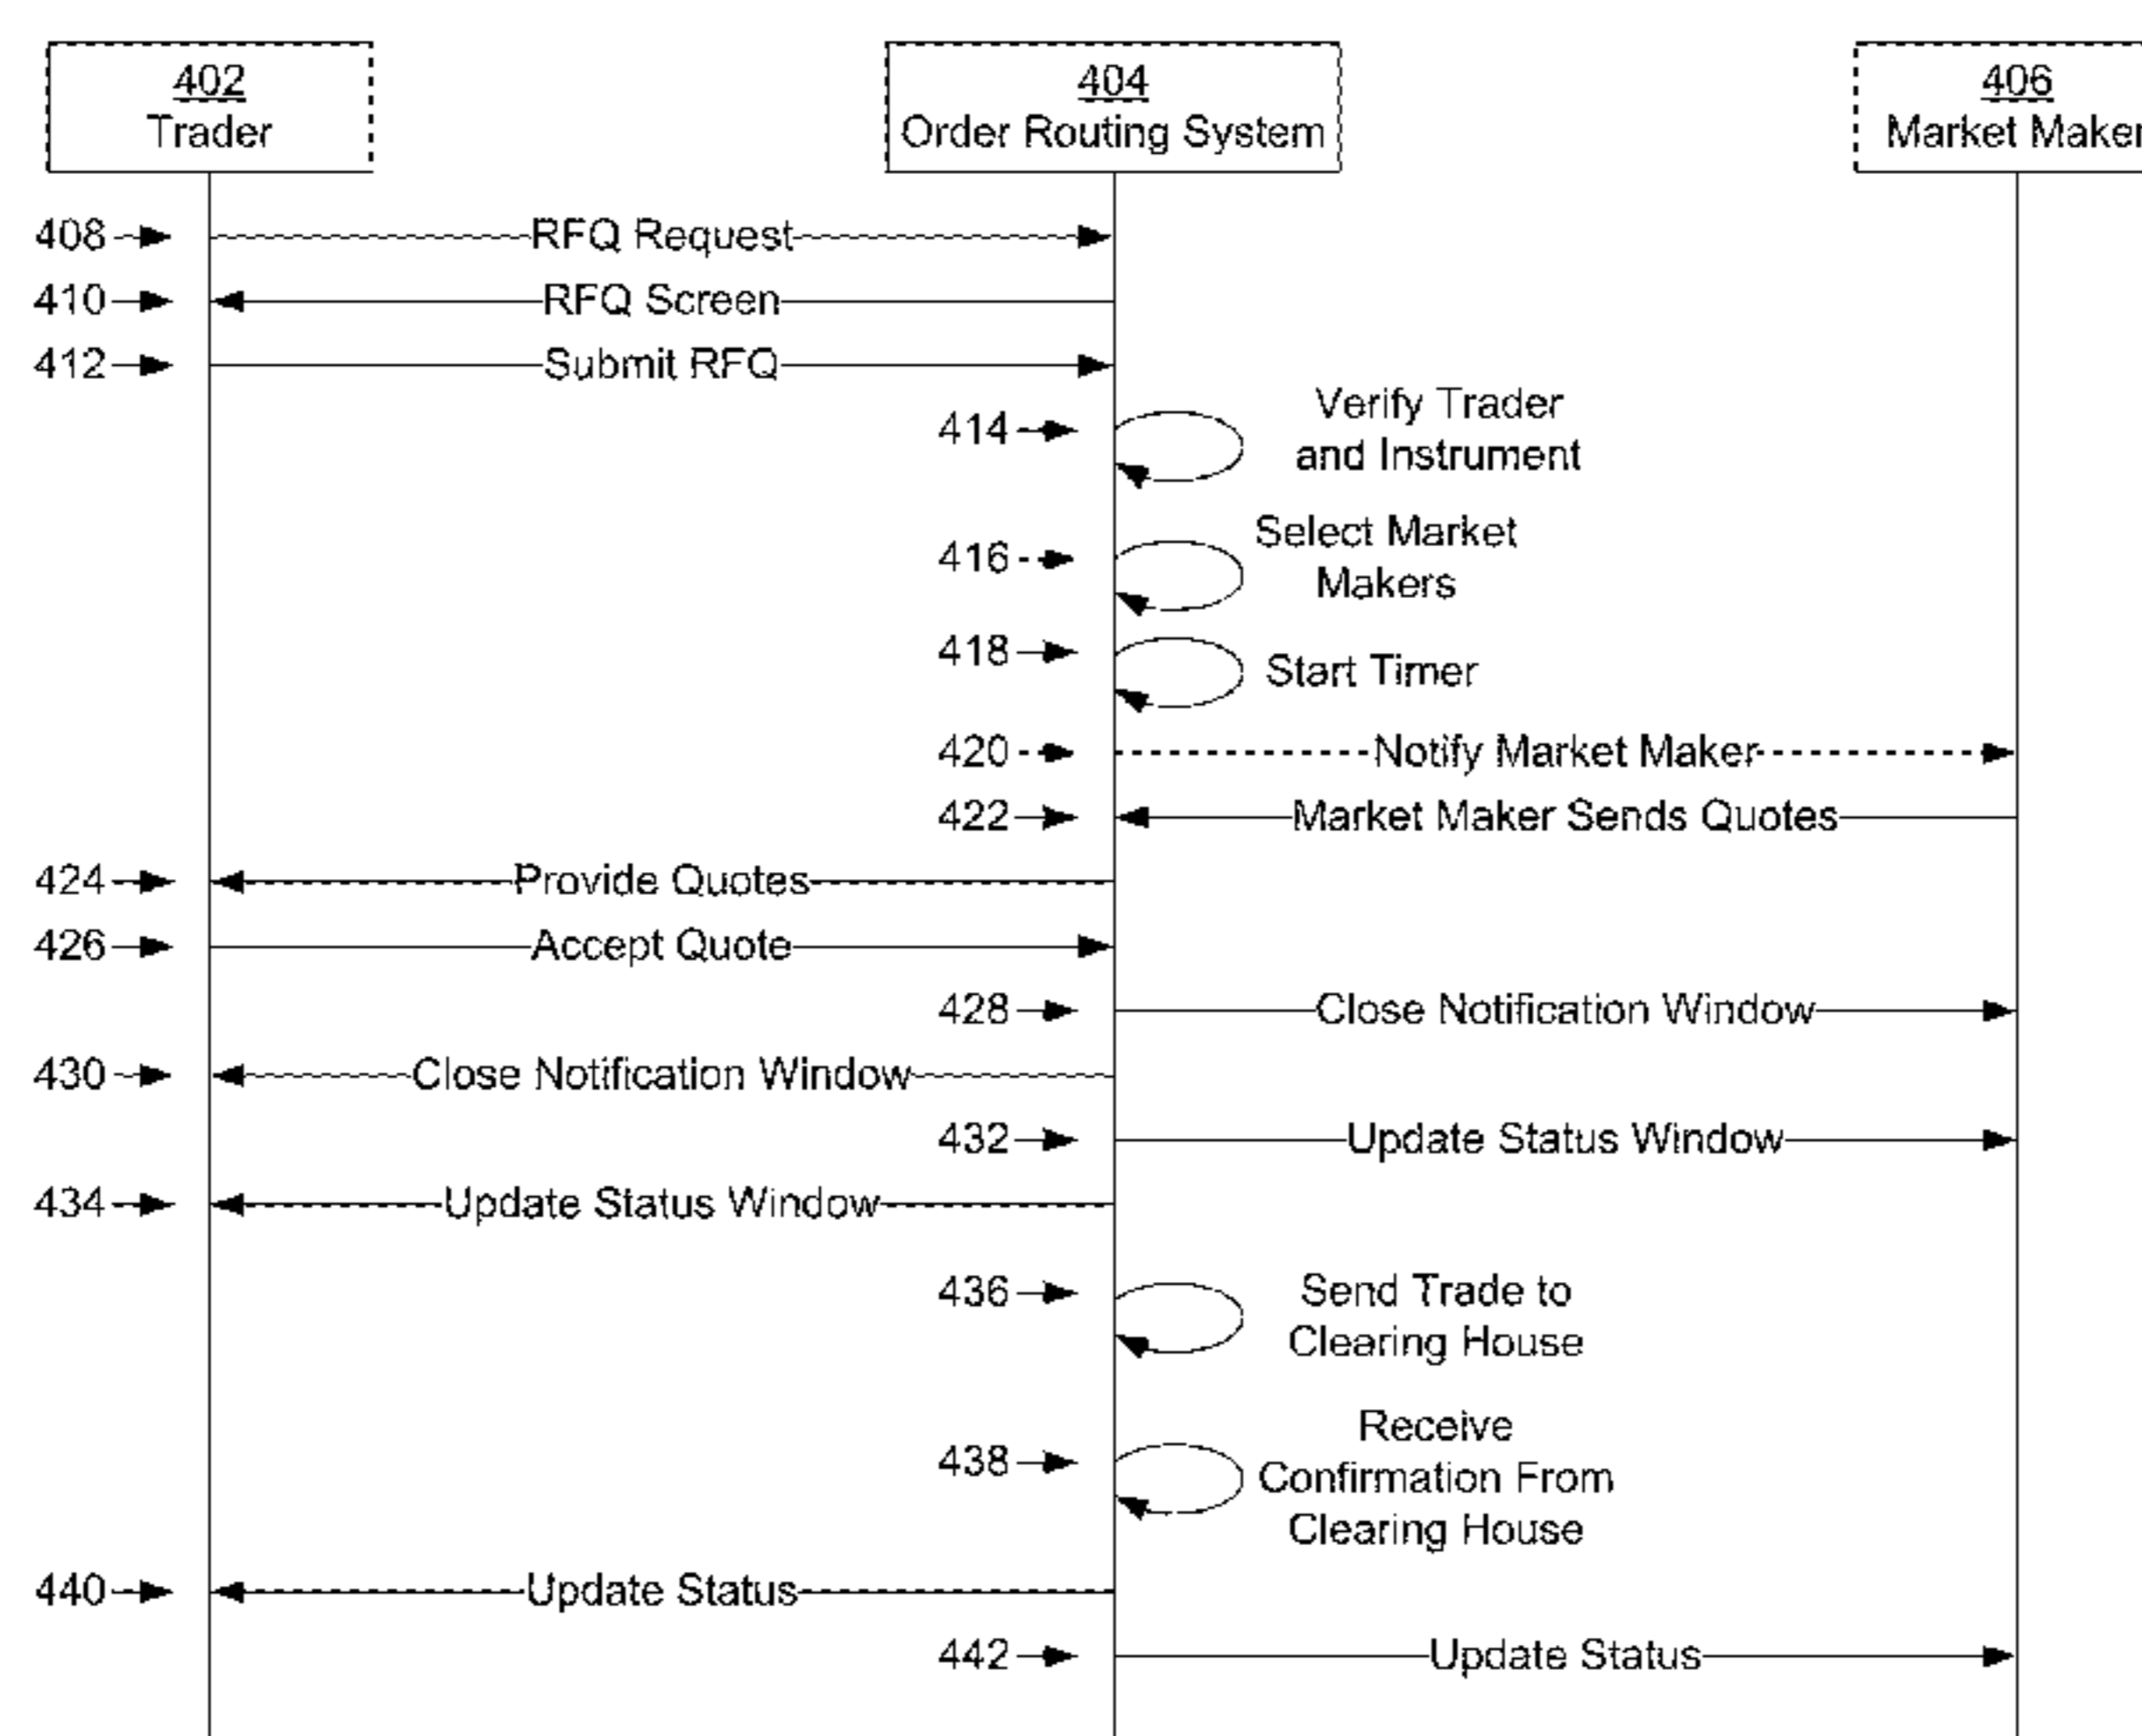 402
Trader
404
Order Routing System
406
Market Maker
408
RFQ Request
410
RFQ Screen
412
Submit RFQ
414
Verify Trader
and Instrument
416
Select Market
Makers
418
Start Timer
420
Notify Market Maker
422
Market Maker Sends Quotes
424
Provide Quotes
426
Accept Quote
428
Close Notification Window
430
Close Notification Window
432
Update Status Window
434
Update Status Window
436
Send Trade to
Clearing House
438
Receive
Confirmation From
Clearing House
440
Update Status
442
Update Status